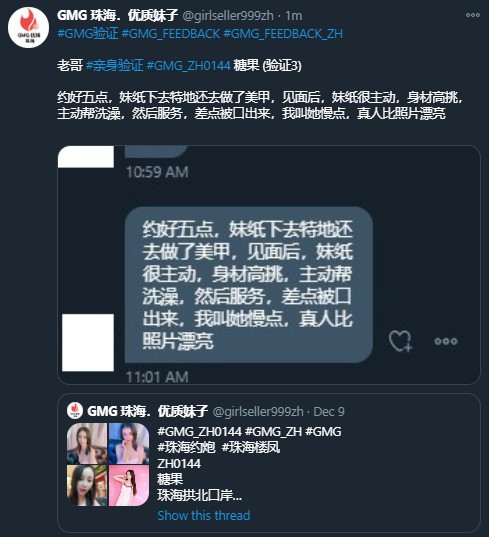 GMG 珠海．优质妹子 @girlseller999zh · 1m
#GMG验证 #GMG_FEEDBACK #GMG_FEEDBACK_ZH
老哥 #亲身验证 #GMG_ZH0144 糖果 (验证3)
约好五点，妹纸下去特地还去做了美甲，见面后，妹纸很主动，身材高挑，
主动帮洗澡，然后服务，差点被口出来，我叫她慢点，真人比照片漂亮
10:59 AM
约好五点，妹纸下去特地还
去做了美甲，见面后，妹纸
很主动，身材高挑，主动帮
洗澡，然后服务，差点被口
出来，我叫她慢点，真人比
照片漂亮
11:01 AM
GMG 珠海．优质妹子 @girlseller999zh · Dec 9
#GMG_ZH0144 #GMG_ZH #GMG
#珠海约炮 #珠海楼凤
ZH0144
糖果
珠海拱北口岸...
Show this thread
GMG.优妹
珠海